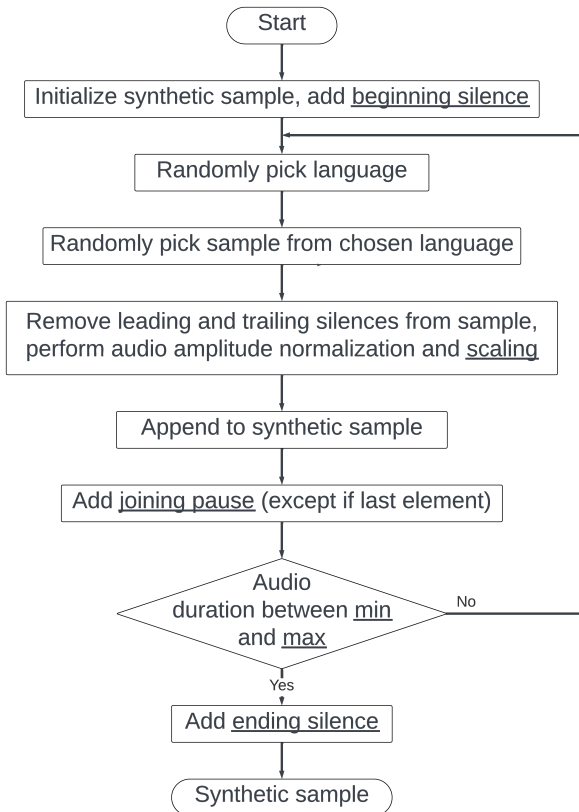 Start
Initialize synthetic sample, add beginning silence
Randomly pick language
Randomly pick sample from chosen language
Remove leading and trailing silences from sample,
perform audio amplitude normalization and scaling
Append to synthetic sample
Add joining pause (except if last element)
Audio
duration between min
and max
No
Yes
Add ending silence
Synthetic sample